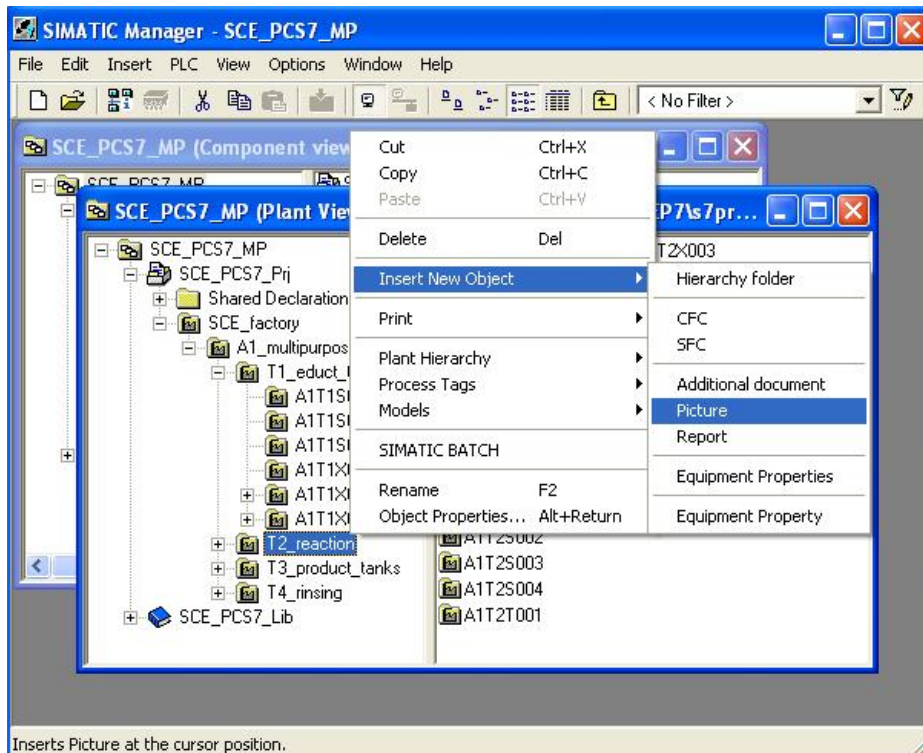 SIMATIC Manager - SCE_PCS7_MP
File Edit Insert PLC View Options Window Help
< No Filter >
SCE_PCS7_MP (Component view
SCE_PCS7_MP (Plant Vie
P7\s7pr...
SCE_PCS7_MP
SCE_PCS7_Prj
Shared Declaration
SCE_factory
A1_multipurpos
T1_educt_
A1T1S
A1T1S
A1T1S
A1T1X
A1T1X
A1T1X
T2_reaction
T3_product_tanks
T4_rinsing
SCE_PCS7_Lib
T2X003
A1T2S002
A1T2S003
A1T2S004
A1T2T001
Cut Ctrl+X
Copy Ctrl+C
Paste Ctrl+V
Delete Del
Insert New Object
Print
Plant Hierarchy
Process Tags
Models
SIMATIC BATCH
Rename F2
Object Properties... Alt+Return
Hierarchy folder
CFC
SFC
Additional document
Picture
Report
Equipment Properties
Equipment Property
Inserts Picture at the cursor position.